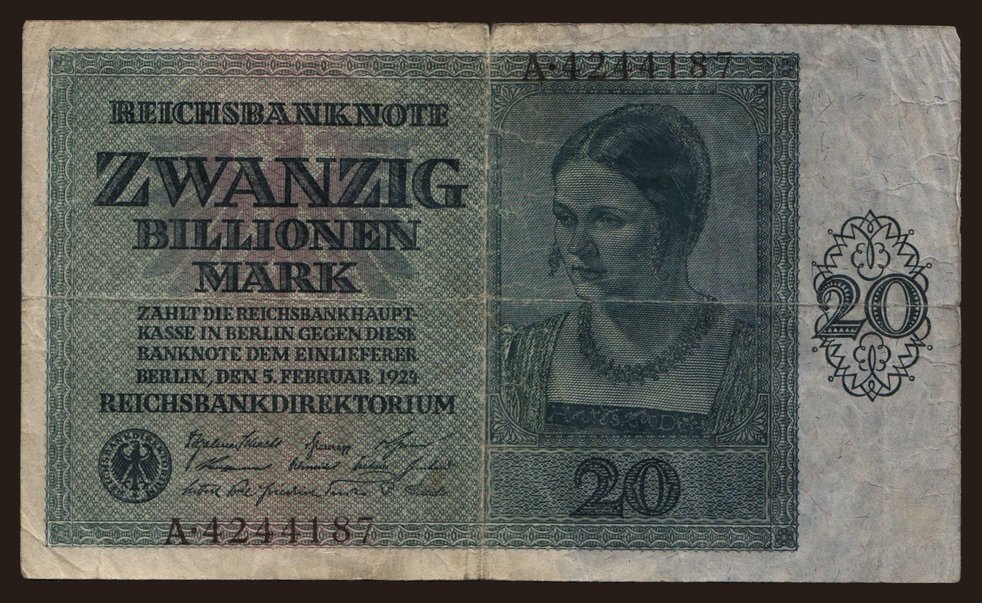 A·4244187
REICHSBANKNOTE
ZWANZIG
BILLIONEN
MARK
ZAHLT DIE REICHSBANKHAUPT-
KASSE IN BERLIN GEGEN DIESE
BANKNOTE DEM EINLIEFERER
BERLIN, DEN 5. FEBRUAR 1924
REICHSBANKDIREKTORIUM
A·4244187
20
20